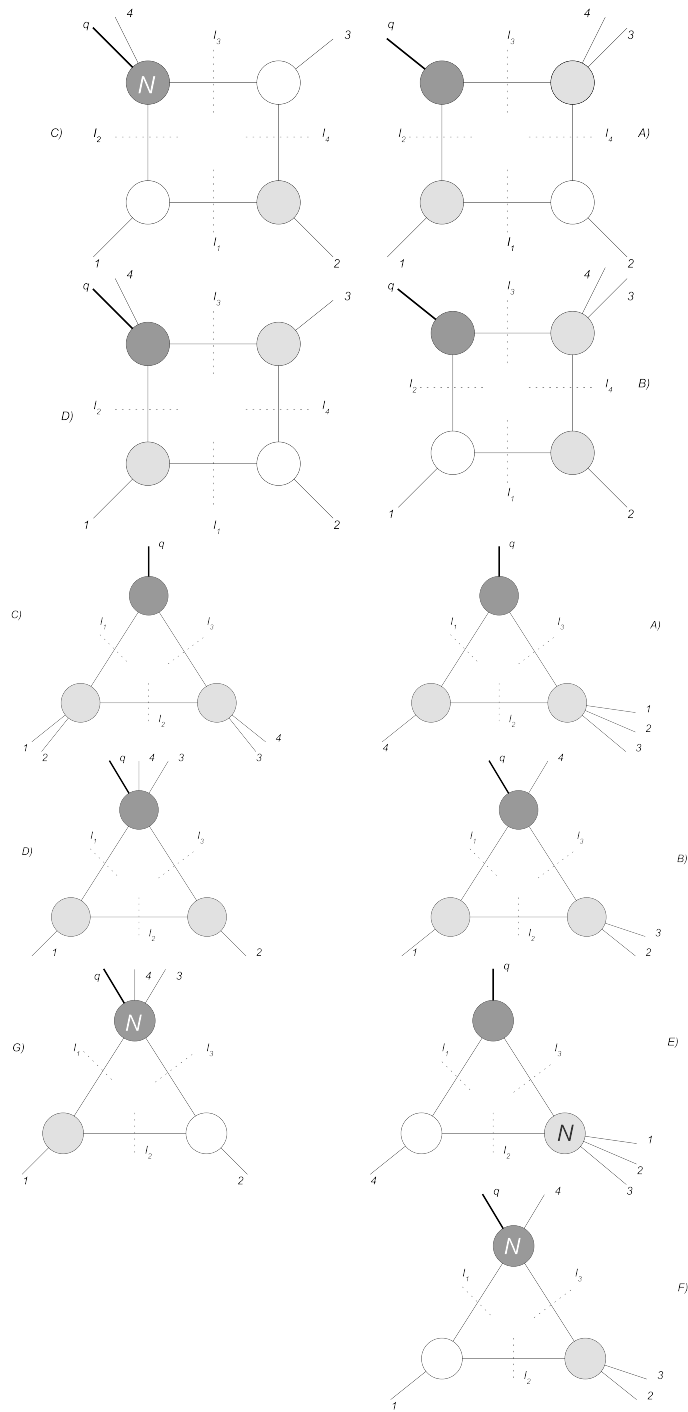 q 4 l3 3 q l3 4 3
N
C) l2 l4 l2 l4 A)
1 l1 2 1 l1 2
q 4 l3 3 q l3 4 3
D) l2 l4 l2 l4 B)
1 l1 2 1 l1 2
q q
C) l1 l3 l1 l3 A)
1 2 l2 3 4 4 l2 1 2 3
q 4 3 q 4
D) l1 l3 l1 l3 B)
1 l2 2 1 l2 3 2
q 4 3 q
N
G) l1 l3 l1 l3 E)
N
1 l2 2 4 l2 1 2 3
q 4
N
l1 l3 F)
1 l2 3 2